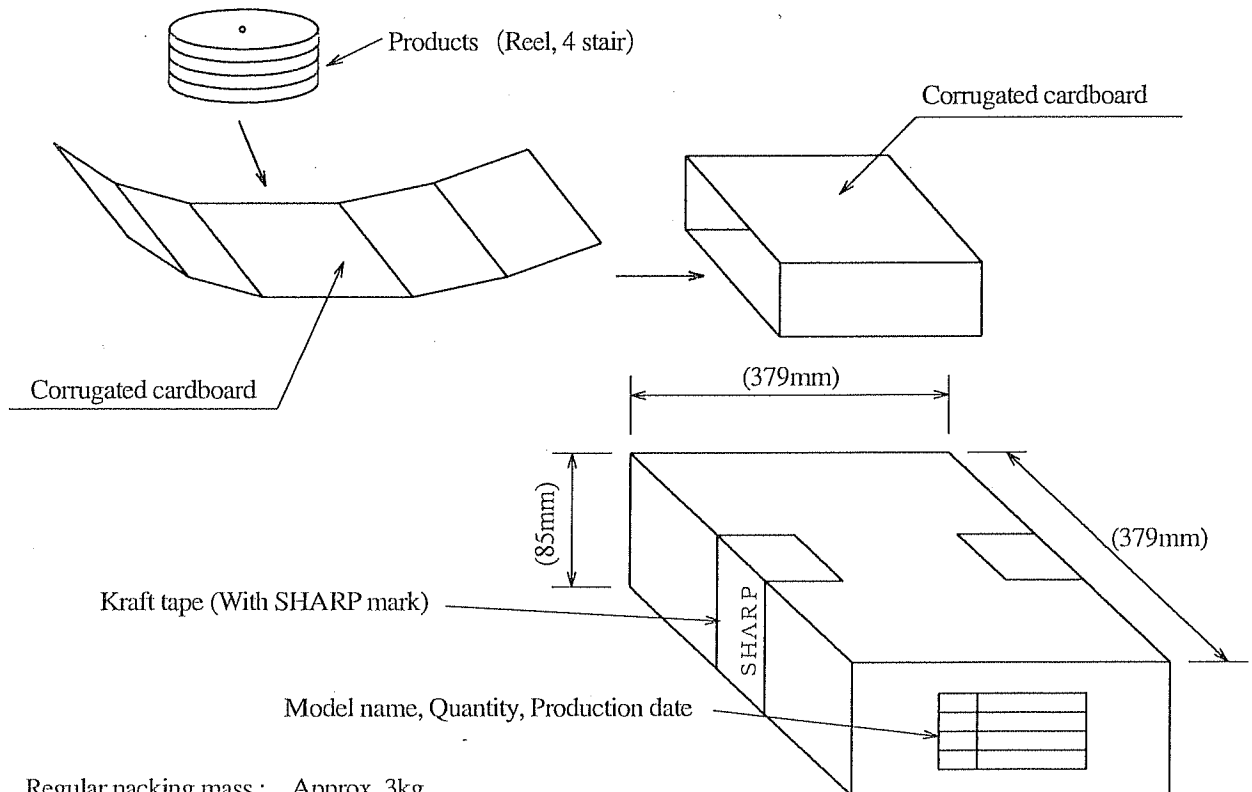 Products (Reel, 4 stair)
Corrugated cardboard
Corrugated cardboard
(379mm)
(85mm)
(379mm)
Kraft tape (With SHARP mark)
SHARP
Model name, Quantity, Production date
Regular packing mass : Approx. 3kg